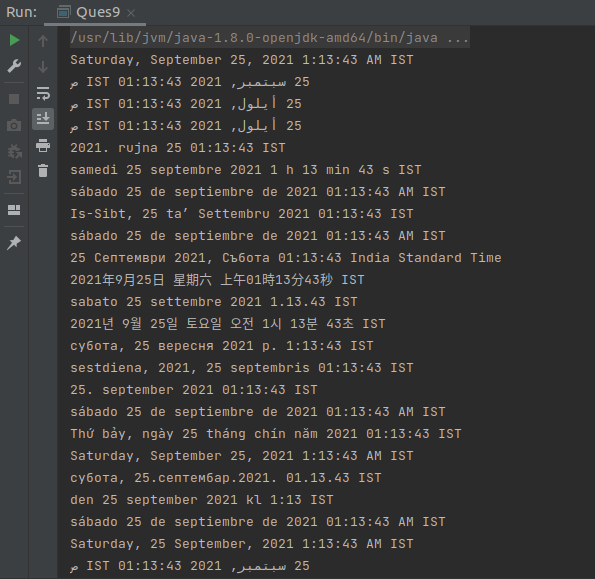 Run: Ques9
/usr/lib/jvm/java-1.8.0-openjdk-amd64/bin/java ...
Saturday, September 25, 2021 1:13:43 AM IST
25 سبتمبر, 2021 IST 01:13:43 ص
25 أيلول, 2021 IST 01:13:43 ص
25 أيلول, 2021 IST 01:13:43 ص
2021. rujna 25 01:13:43 IST
samedi 25 septembre 2021 1 h 13 min 43 s IST
sábado 25 de septiembre de 2021 01:13:43 AM IST
Is-Sibt, 25 ta’ Settembru 2021 01:13:43 IST
sábado 25 de septiembre de 2021 01:13:43 AM IST
25 Септември 2021, Събота 01:13:43 India Standard Time
2021年9月25日 星期六 上午01時13分43秒 IST
sabato 25 settembre 2021 1.13.43 IST
2021년 9월 25일 토요일 오전 1시 13분 43초 IST
субота, 25 вересня 2021 р. 1:13:43 IST
sestdiena, 2021, 25 septembris 01:13:43 IST
25. september 2021 01:13:43 IST
sábado 25 de septiembre de 2021 01:13:43 AM IST
Thứ bảy, ngày 25 tháng chín năm 2021 01:13:43 IST
Saturday, September 25, 2021 1:13:43 AM IST
субота, 25.септембар.2021. 01.13.43 IST
den 25 september 2021 kl 1:13 IST
sábado 25 de septiembre de 2021 01:13:43 AM IST
Saturday, 25 September, 2021 1:13:43 AM IST
25 سبتمبر, 2021 IST 01:13:43 ص